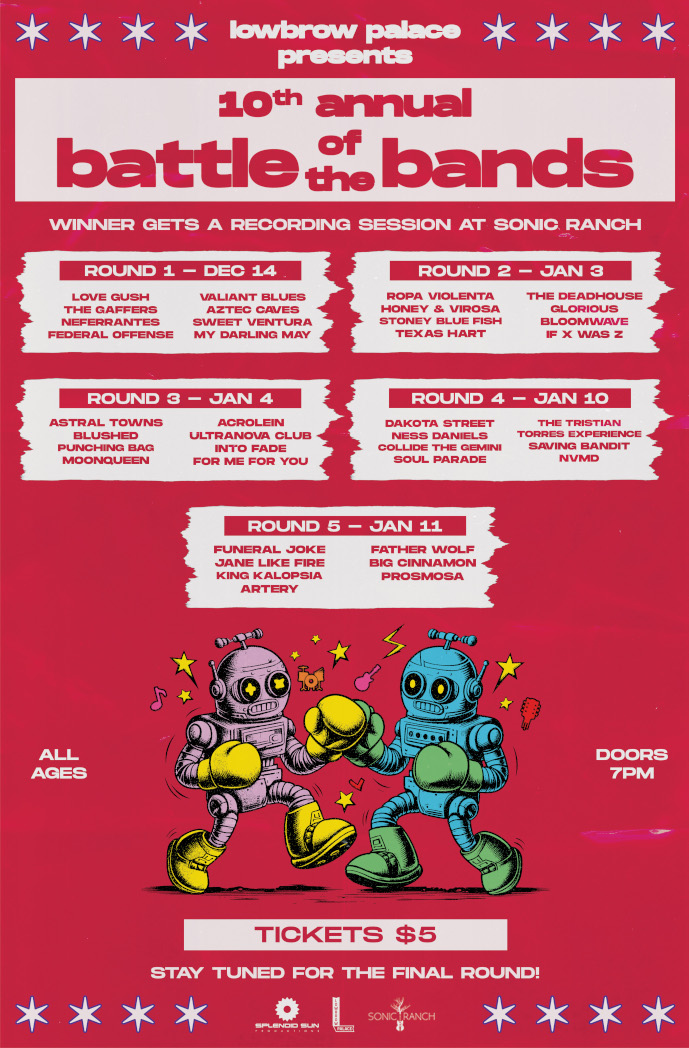 lowbrow palace
presents
10th annual
battle of the bands
WINNER GETS A RECORDING SESSION AT SONIC RANCH
ROUND 1 – DEC 14
LOVE GUSH
THE GAFFERS
NEFERRANTES
FEDERAL OFFENSE
VALIANT BLUES
AZTEC CAVES
SWEET VENTURA
MY DARLING MAY
ROUND 2 – JAN 3
ROPA VIOLENTA
HONEY & VIROSA
STONEY BLUE FISH
TEXAS HART
THE DEADHOUSE
GLORIOUS
BLOOMWAVE
IF X WAS Z
ROUND 3 – JAN 4
ASTRAL TOWNS
BLUSHED
PUNCHING BAG
MOONQUEEN
ACROLEIN
ULTRANOVA CLUB
INTO FADE
FOR ME FOR YOU
ROUND 4 – JAN 10
DAKOTA STREET
NESS DANIELS
COLLIDE THE GEMINI
SOUL PARADE
THE TRISTIAN
TORRES EXPERIENCE
SAVING BANDIT
NVMD
ROUND 5 – JAN 11
FUNERAL JOKE
JANE LIKE FIRE
KING KALOPSIA
ARTERY
FATHER WOLF
BIG CINNAMON
PROSMOSA
ALL
AGES
DOORS
7PM
TICKETS $5
STAY TUNED FOR THE FINAL ROUND!
SPLENDID SUN
PRODUCTIONS
LOWBROW
PALACE
SONIC RANCH